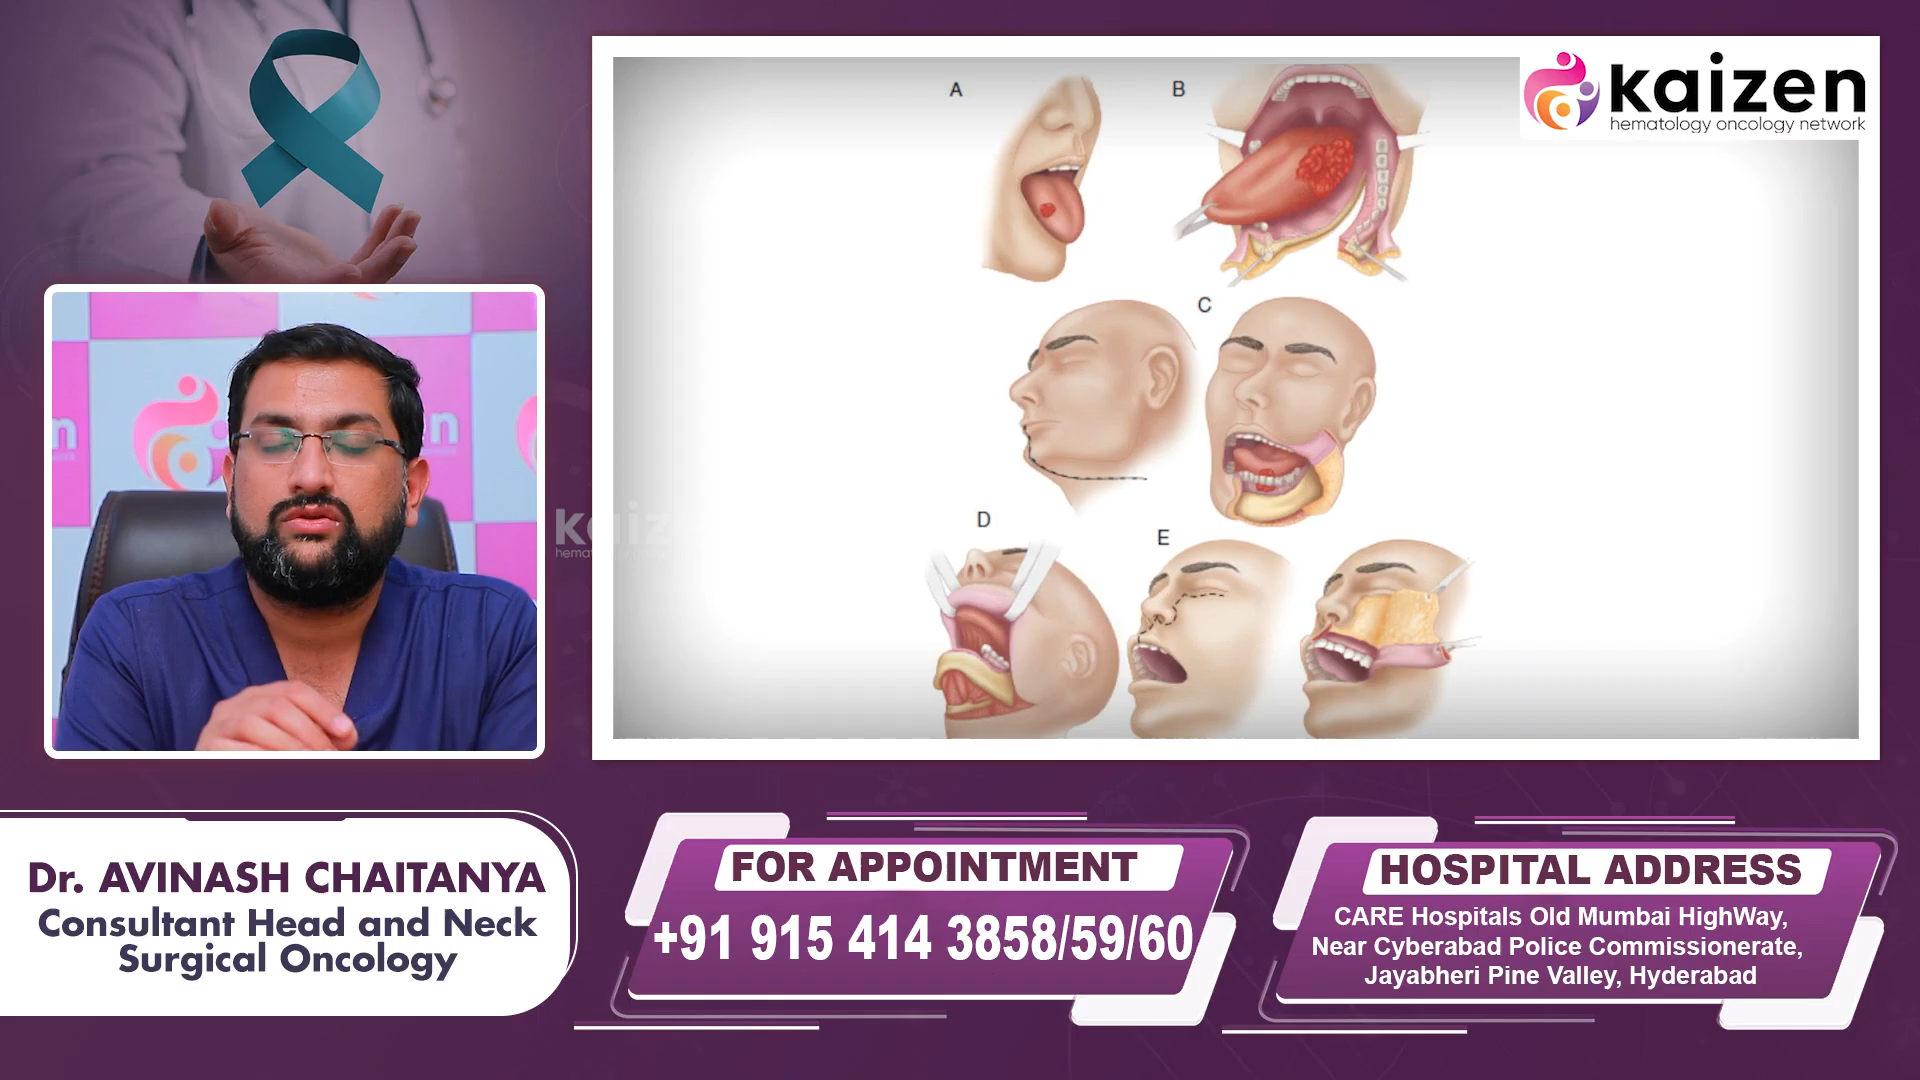 A
B
kaizen
hematology oncology network
C
D
E
Dr. AVINASH CHAITANYA
Consultant Head and Neck
Surgical Oncology
FOR APPOINTMENT
+91 915 414 3858/59/60
HOSPITAL ADDRESS
CARE Hospitals Old Mumbai HighWay,
Near Cyberabad Police Commissionerate,
Jayabheri Pine Valley, Hyderabad